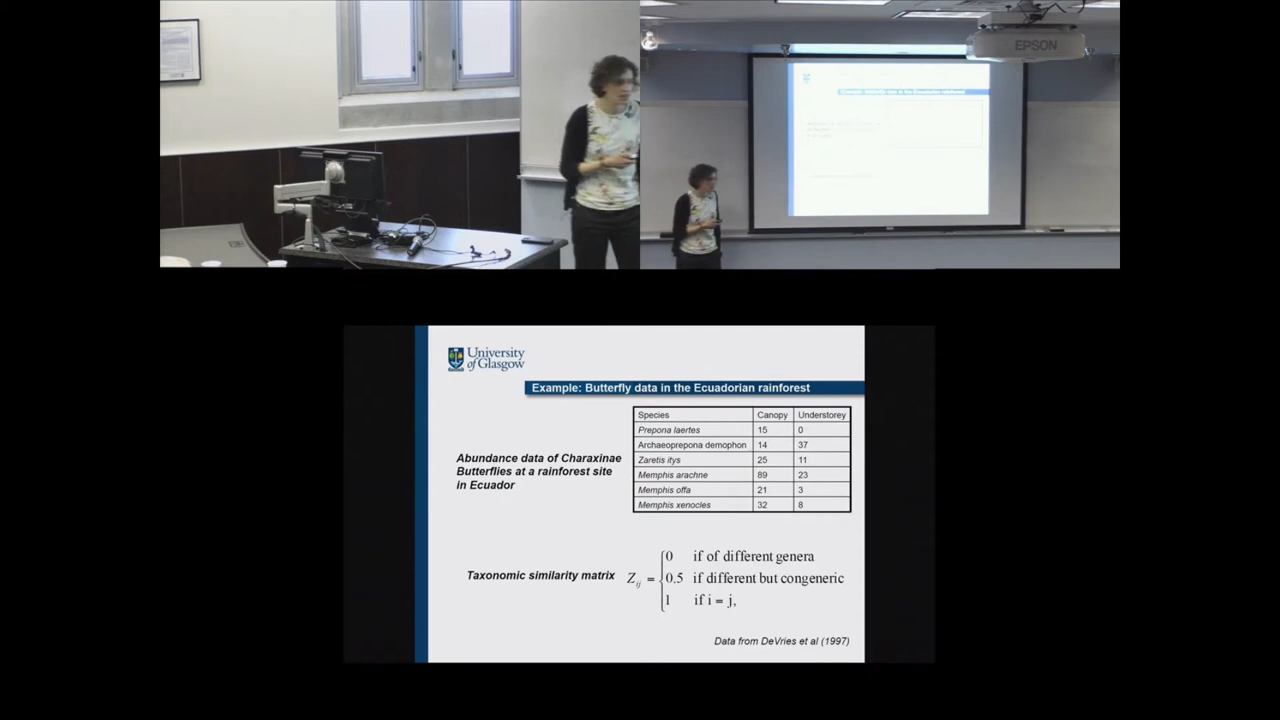 EPSON
University
of Glasgow
Example: Butterfly data in the Ecuadorian rainforest
Species Canopy Understorey
Prepona laertes 15 0
Archaeoprepona demophon 14 37
Zaretis itys 25 11
Memphis arachne 89 23
Memphis offa 21 3
Memphis xenocles 32 8
Abundance data of Charaxinae
Butterflies at a rainforest site
in Ecuador
Taxonomic similarity matrix
Zij =
0 if of different genera
0.5 if different but congeneric
1 if i = j,
Data from DeVries et al (1997)